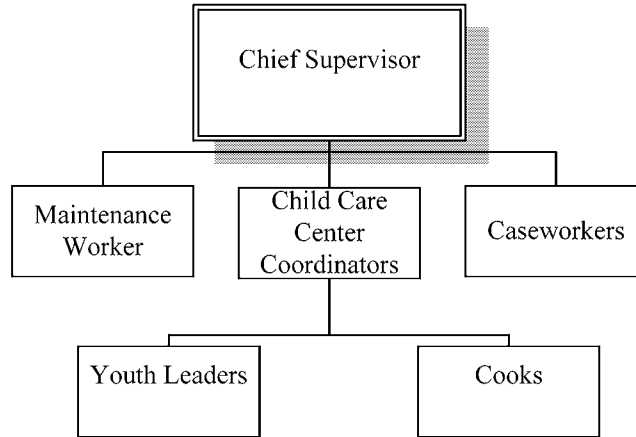 Chief Supervisor
Maintenance
Worker
Child Care
Center
Coordinators
Caseworkers
Youth Leaders
Cooks